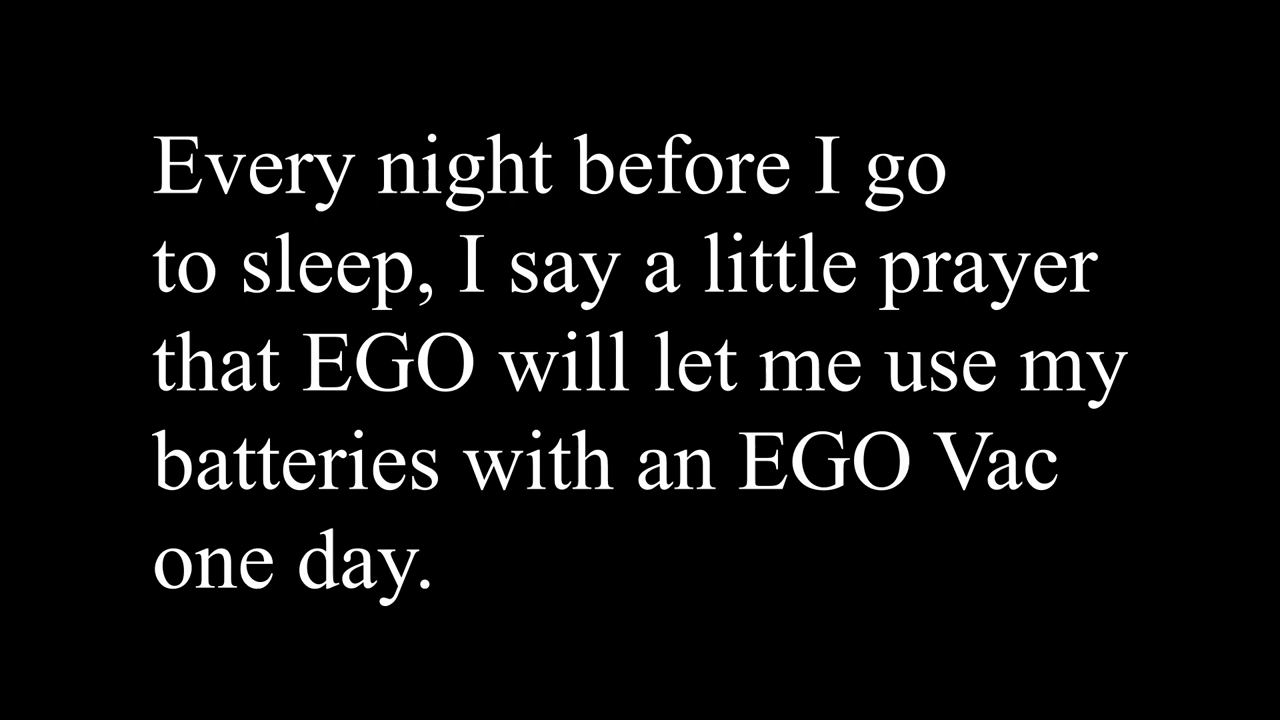 Every night before I go
to sleep, I say a little prayer
that EGO will let me use my
batteries with an EGO Vac
one day.